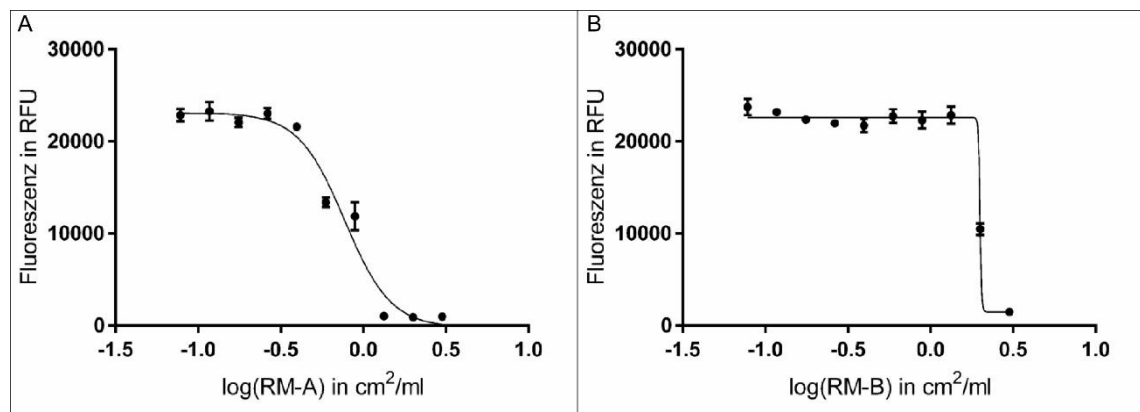 A
30000
20000
10000
0
Fluoreszenz in RFU
-1.5 -1.0 -0.5 0.0 0.5 1.0
log(RM-A) in cm²/ml
B
30000
20000
10000
0
Fluoreszenz in RFU
-1.5 -1.0 -0.5 0.0 0.5 1.0
log(RM-B) in cm²/ml